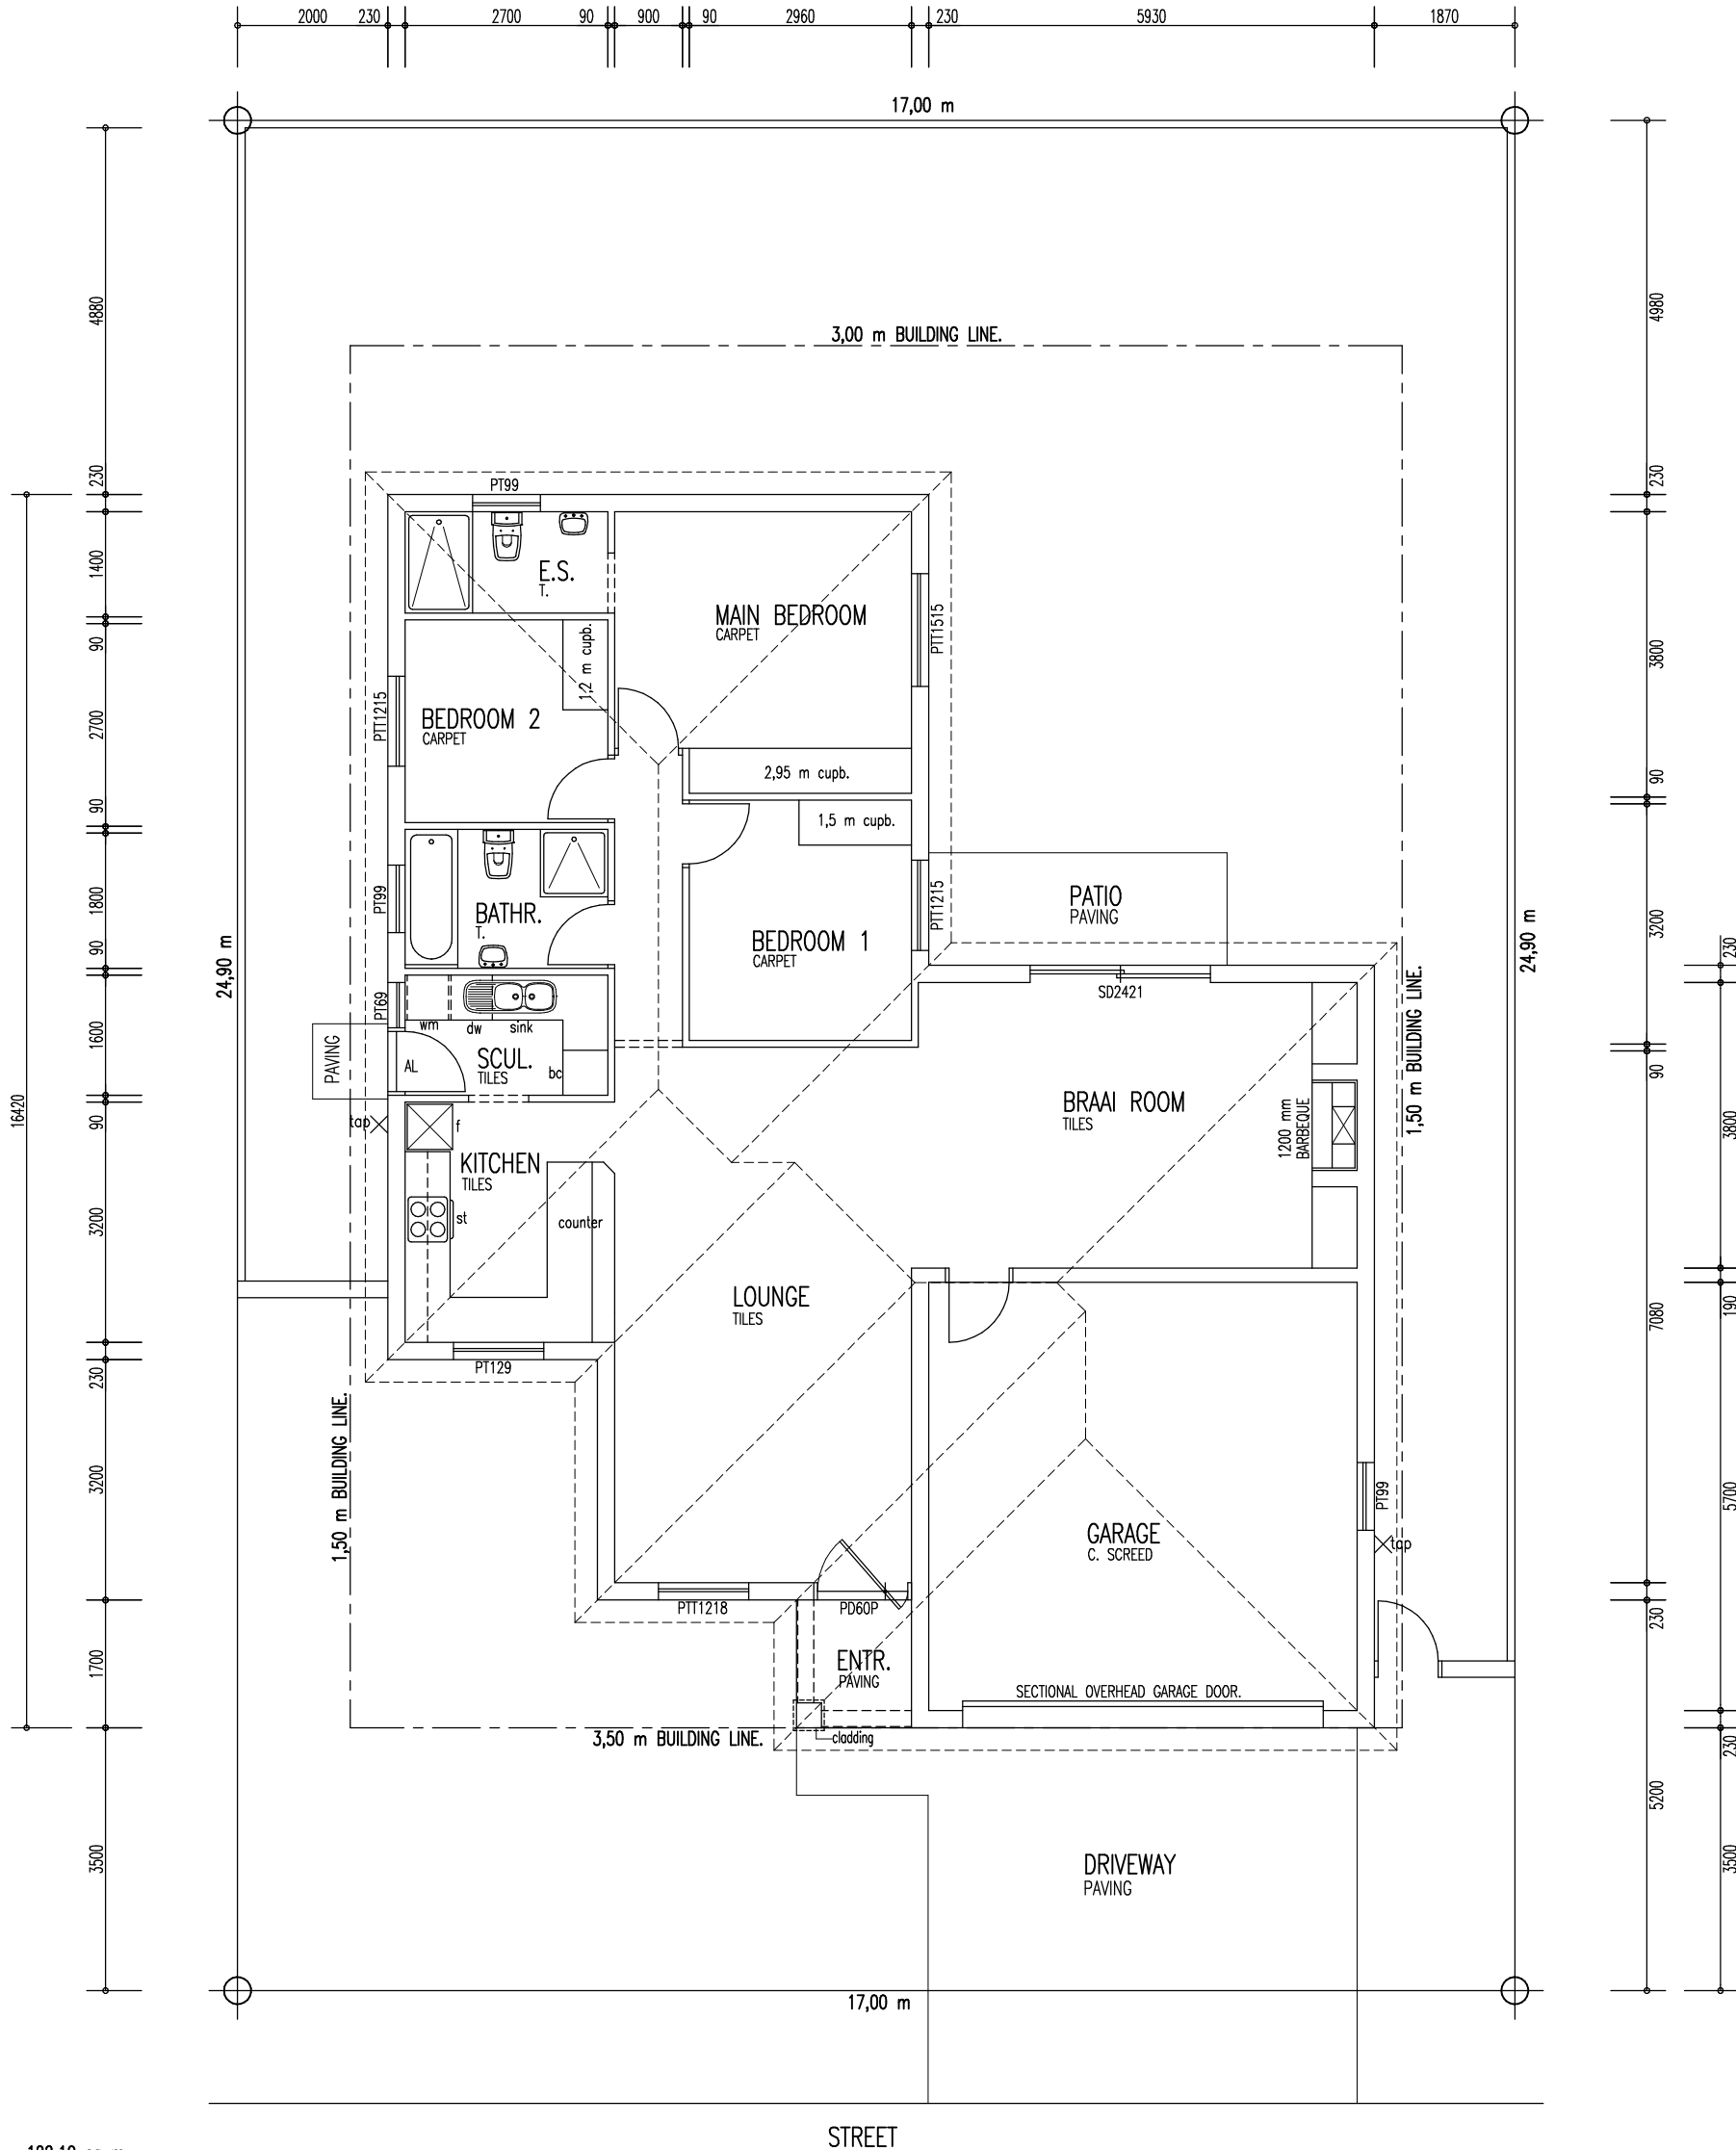 2000 230 2700 90 900 90 2960 230 5930 1870
17,00 m
4880
230
1400
90
2700
90
1800
90
1600
90
3200
230
3200
1700
3500
16420
4980
230
3800
90
3200
90
7080
230
5200
230
3800
190
5700
230
3500
3,00 m BUILDING LINE.
PT99
E.S.
T.
MAIN BEDROOM
CARPET
PTT1515
1,2 m cupb.
BEDROOM 2
CARPET
PTT1215
2,95 m cupb.
1,5 m cupb.
PATIO
PAVING
PTT1215
PT99
BATHR.
T.
BEDROOM 1
CARPET
24,90 m
24,90 m
SD2421
PT69
wm
dw
sink
PAVING
AL
SCUL.
TILES
bc
1,50 m BUILDING LINE.
BRAAI ROOM
TILES
1200 mm
BARBEQUE
tap
f
KITCHEN
TILES
st
counter
LOUNGE
TILES
PT129
1,50 m BUILDING LINE.
PT99
GARAGE
C. SCREED
tap
PTT1218
PD60P
ENTR.
PAVING
SECTIONAL OVERHEAD GARAGE DOOR.
3,50 m BUILDING LINE.
cladding
DRIVEWAY
PAVING
17,00 m
STREET